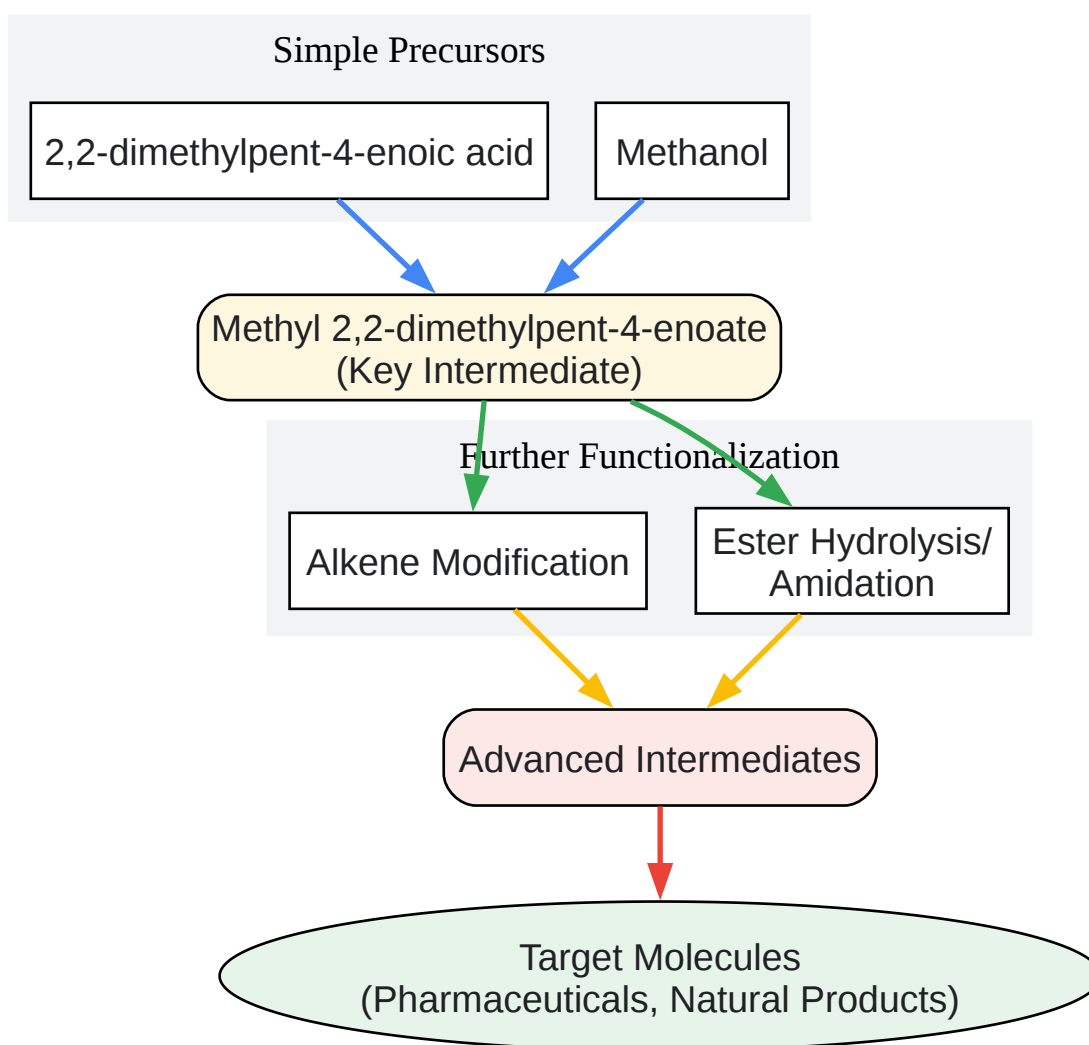 Simple Precursors
2,2-dimethylpent-4-enoic acid
Methanol
Methyl 2,2-dimethylpent-4-enoate
(Key Intermediate)
Further Functionalization
Alkene Modification
Ester Hydrolysis/
Amidation
Advanced Intermediates
Target Molecules
(Pharmaceuticals, Natural Products)